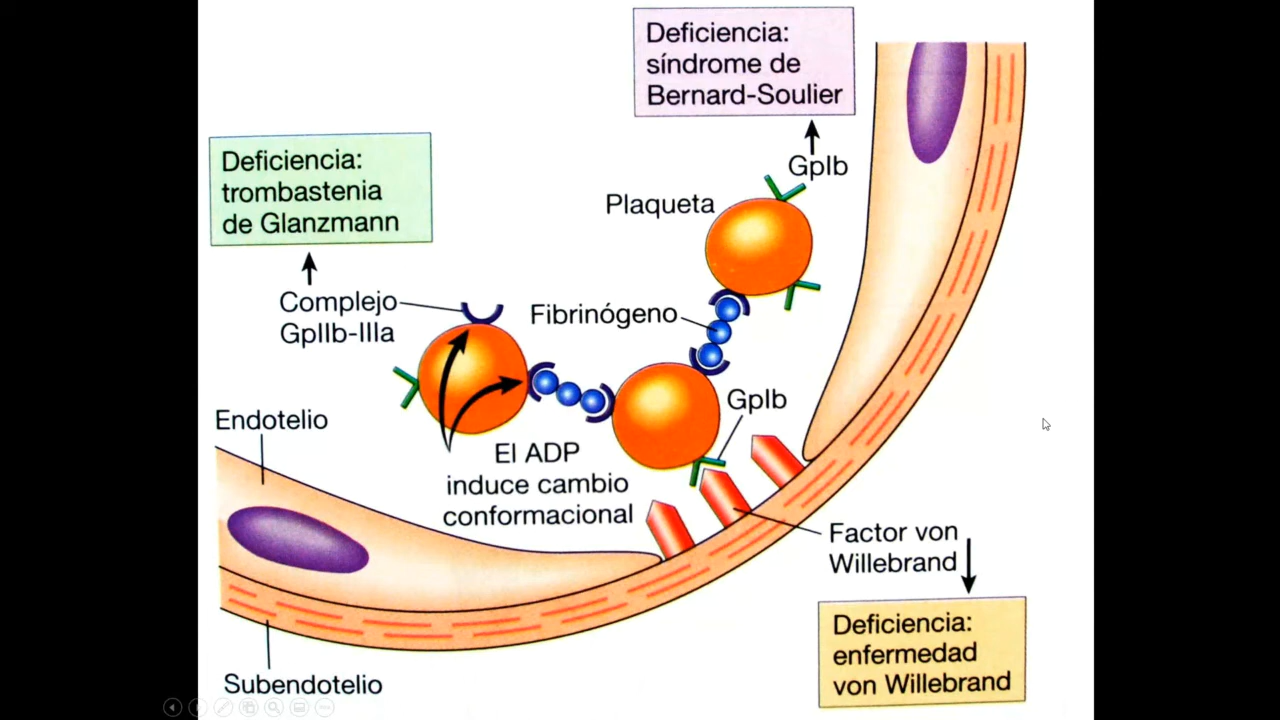 Deficiencia:
síndrome de
Bernard-Soulier
GpIb
Deficiencia:
trombastenia
de Glanzmann
Plaqueta
Complejo
GpIIb-IIIa
Fibrinógeno
GpIb
Endotelio
El ADP
induce cambio
conformacional
Factor von
Willebrand
Deficiencia:
enfermedad
von Willebrand
Subendotelio